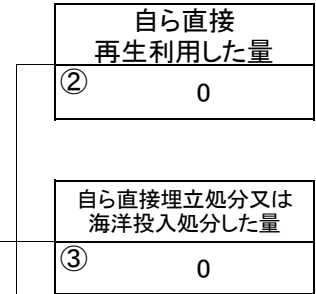 自ら直接
再生利用した量
② 0
自ら直接埋立処分又は
海洋投入処分した量
③ 0